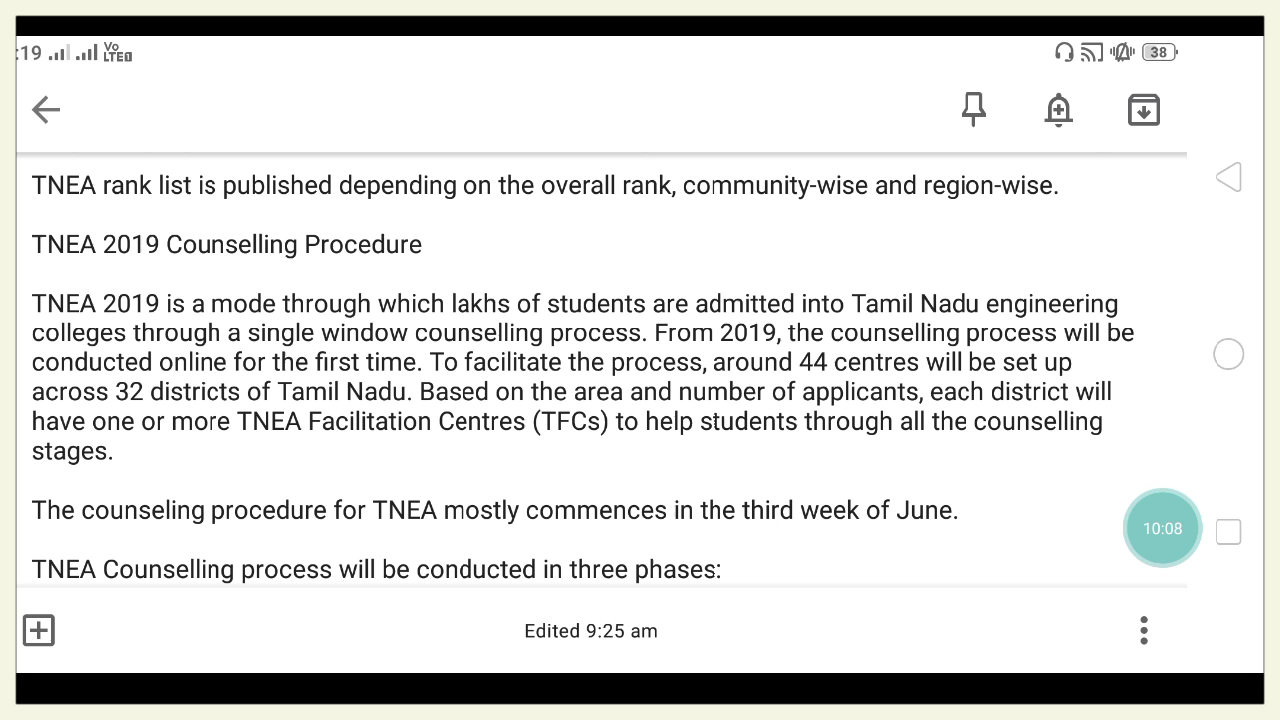 :19 Vo LTE 38
TNEA rank list is published depending on the overall rank, community-wise and region-wise.
TNEA 2019 Counselling Procedure
TNEA 2019 is a mode through which lakhs of students are admitted into Tamil Nadu engineering
colleges through a single window counselling process. From 2019, the counselling process will be
conducted online for the first time. To facilitate the process, around 44 centres will be set up
across 32 districts of Tamil Nadu. Based on the area and number of applicants, each district will
have one or more TNEA Facilitation Centres (TFCs) to help students through all the counselling
stages.
The counseling procedure for TNEA mostly commences in the third week of June.
10:08
TNEA Counselling process will be conducted in three phases:
Edited 9:25 am